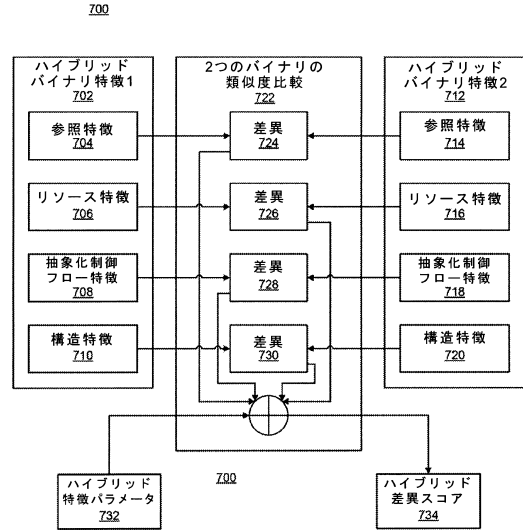 700
ハイブリッド
バイナリ特徴1
702
参照特徴
704
リソース特徴
706
抽象化制御
フロー特徴
708
構造特徴
710
2つのバイナリの
類似度比較
722
差異
724
差異
726
差異
728
差異
730
ハイブリッド
バイナリ特徴2
712
参照特徴
714
リソース特徴
716
抽象化制御
フロー特徴
718
構造特徴
720
700
ハイブリッド
特徴パラメータ
732
ハイブリッド
差異スコア
734